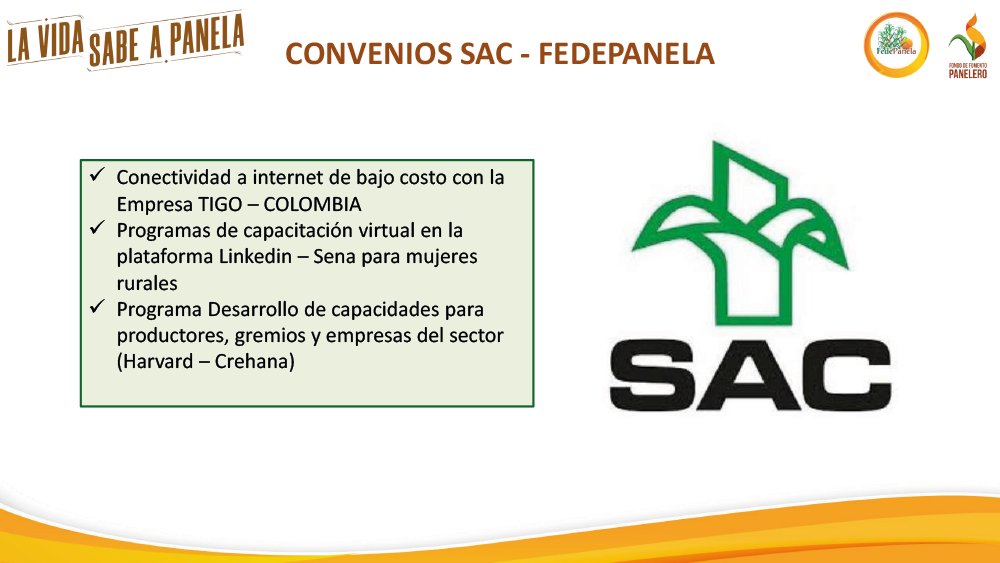 LA VIDA SABE A PANELA
CONVENIOS SAC - FEDEPANELA
FedePanela
FONDO DE FOMENTO
PANELERO
✓ Conectividad a internet de bajo costo con la
Empresa TIGO – COLOMBIA
✓ Programas de capacitación virtual en la
plataforma Linkedin – Sena para mujeres
rurales
✓ Programa Desarrollo de capacidades para
productores, gremios y empresas del sector
(Harvard – Crehana)
SAC